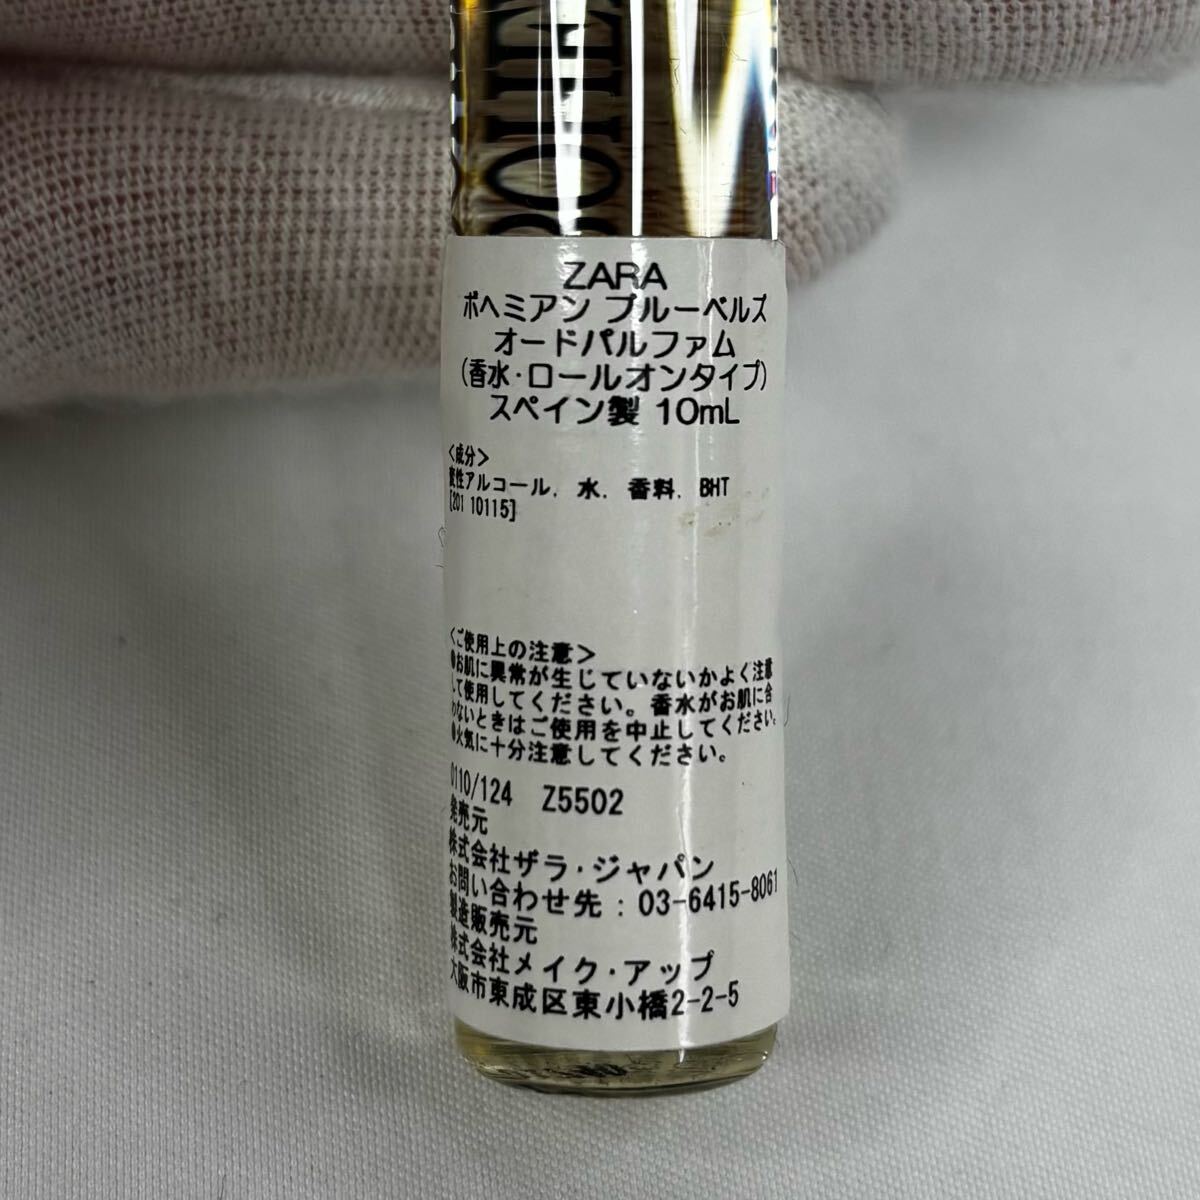 BOHE
ZARA
ボヘミアン ブルーベルズ
オードパルファム
(香水・ロールオンタイプ)
スペイン製 10mL
<成分>
変性アルコール, 水, 香料, BHT
[201 10115]
<ご使用上の注意>
●お肌に異常が生じていないかよく注意
して使用してください。香水がお肌に合
わないときはご使用を中止してください。
●火気に十分注意してください。
0110/124 Z5502
発売元
株式会社ザラ・ジャパン
お問い合わせ先：03-6415-8061
製造販売元
株式会社メイク・アップ
大阪市東成区東小橋2-2-5